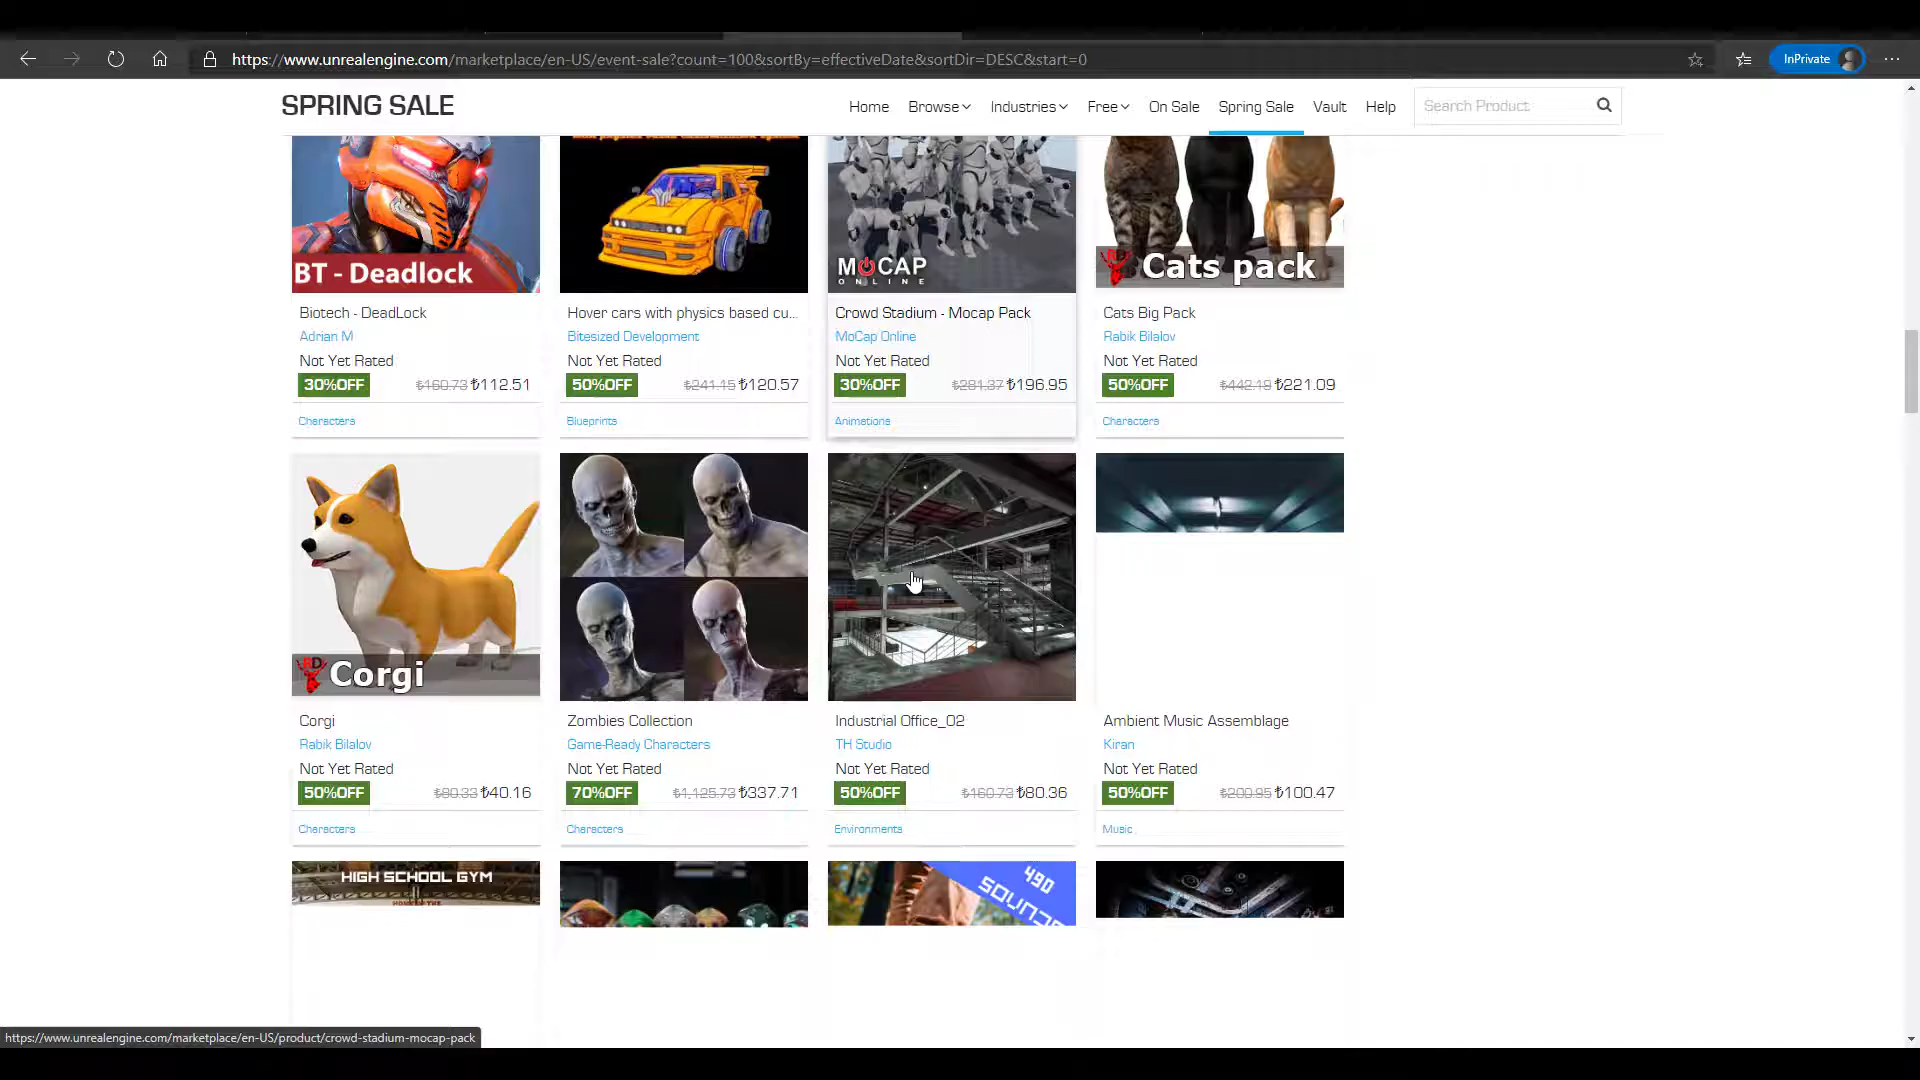 https://www.unrealengine.com/marketplace/en-US/event-sale?count=100&sortBy=effectiveDate&sortDir=DESC&start=0
InPrivate
SPRING SALE
Home
Browse
Industries
Free
On Sale
Spring Sale
Vault
Help
Search Product
BT - Deadlock
MOCAP
ONLINE
Cats pack
Biotech - DeadLock
Adrian M
Not Yet Rated
30%OFF
₺160.73 ₺112.51
Characters
Hover cars with physics based cu...
Bitesized Development
Not Yet Rated
50%OFF
₺241.15 ₺120.57
Blueprints
Crowd Stadium - Mocap Pack
MoCap Online
Not Yet Rated
30%OFF
₺281.37 ₺196.95
Animations
Cats Big Pack
Rabik Bilalov
Not Yet Rated
50%OFF
₺442.19 ₺221.09
Characters
RD
Corgi
Corgi
Rabik Bilalov
Not Yet Rated
50%OFF
₺80.33 ₺40.16
Characters
Zombies Collection
Game-Ready Characters
Not Yet Rated
70%OFF
₺1,125.73 ₺337.71
Characters
Industrial Office_02
TH Studio
Not Yet Rated
50%OFF
₺160.73 ₺80.36
Environments
Ambient Music Assemblage
Kiran
Not Yet Rated
50%OFF
₺200.95 ₺100.47
Music
HIGH SCHOOL GYM
490
SOUNDS
https://www.unrealengine.com/marketplace/en-US/product/crowd-stadium-mocap-pack